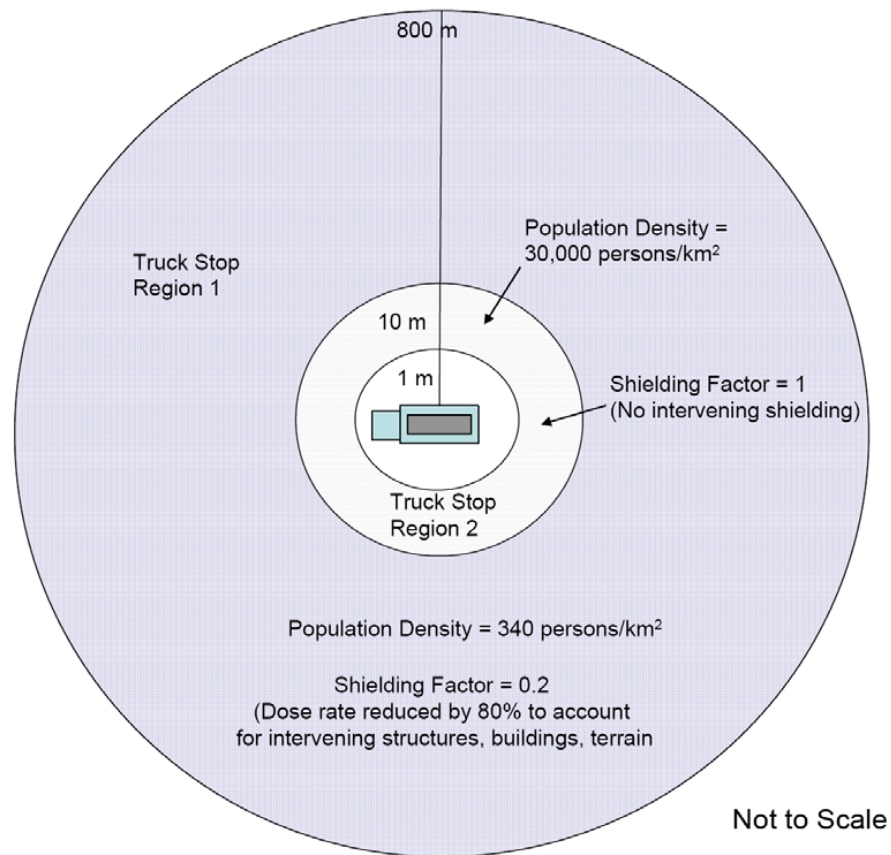 800 m
Population Density =
30,000 persons/km²
Truck Stop
Region 1
10 m
1 m
Shielding Factor = 1
(No intervening shielding)
Truck Stop
Region 2
Population Density = 340 persons/km²
Shielding Factor = 0.2
(Dose rate reduced by 80% to account
for intervening structures, buildings, terrain
Not to Scale